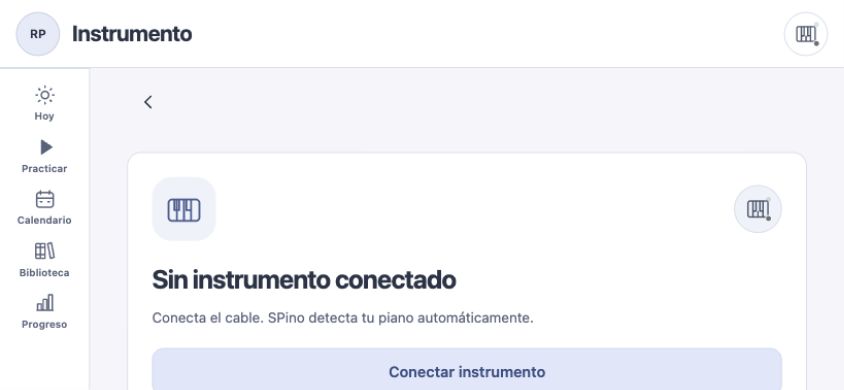 RP
Instrumento
Hoy
Practicar
Calendario
Biblioteca
Progreso
Sin instrumento conectado
Conecta el cable. SPino detecta tu piano automáticamente.
Conectar instrumento